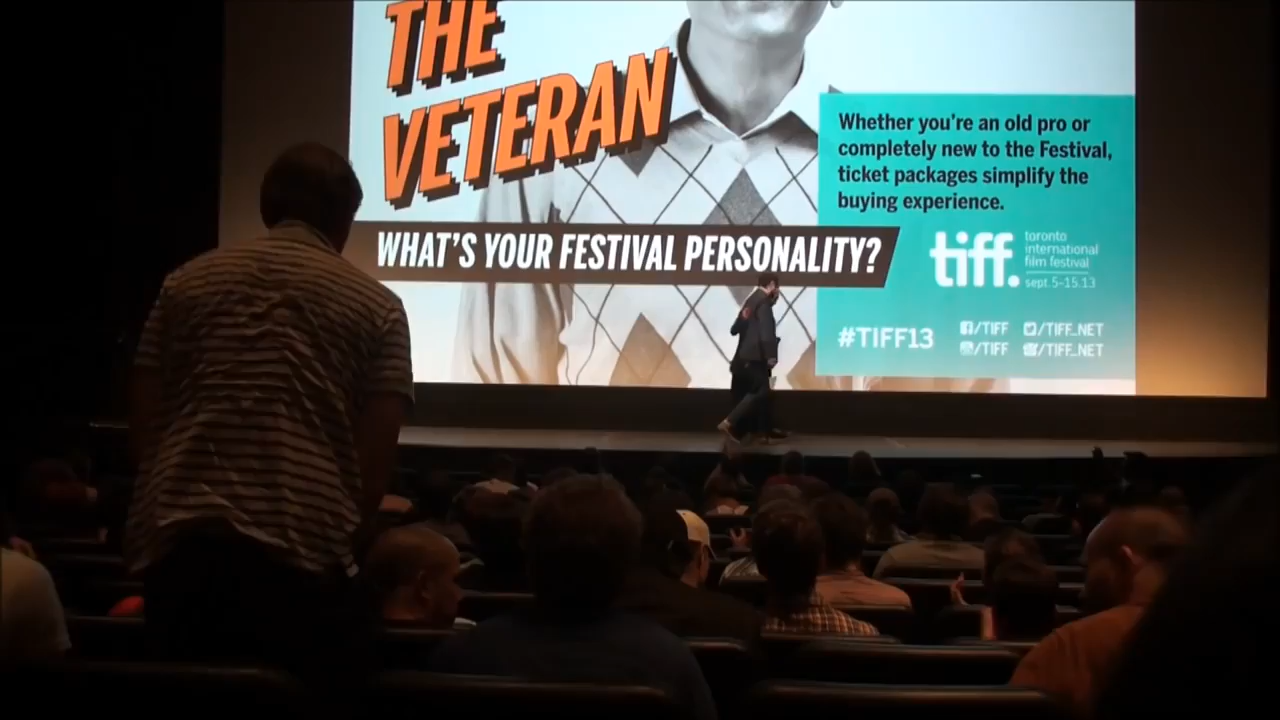 THE
VETERAN
Whether you're an old pro or
completely new to the Festival,
ticket packages simplify the
buying experience.
WHAT'S YOUR FESTIVAL PERSONALITY?
tiff.
toronto
international
film festival
sept. 5-15.13
#TIFF13
/TIFF /TIFF_NET
/TIFF /TIFF_NET